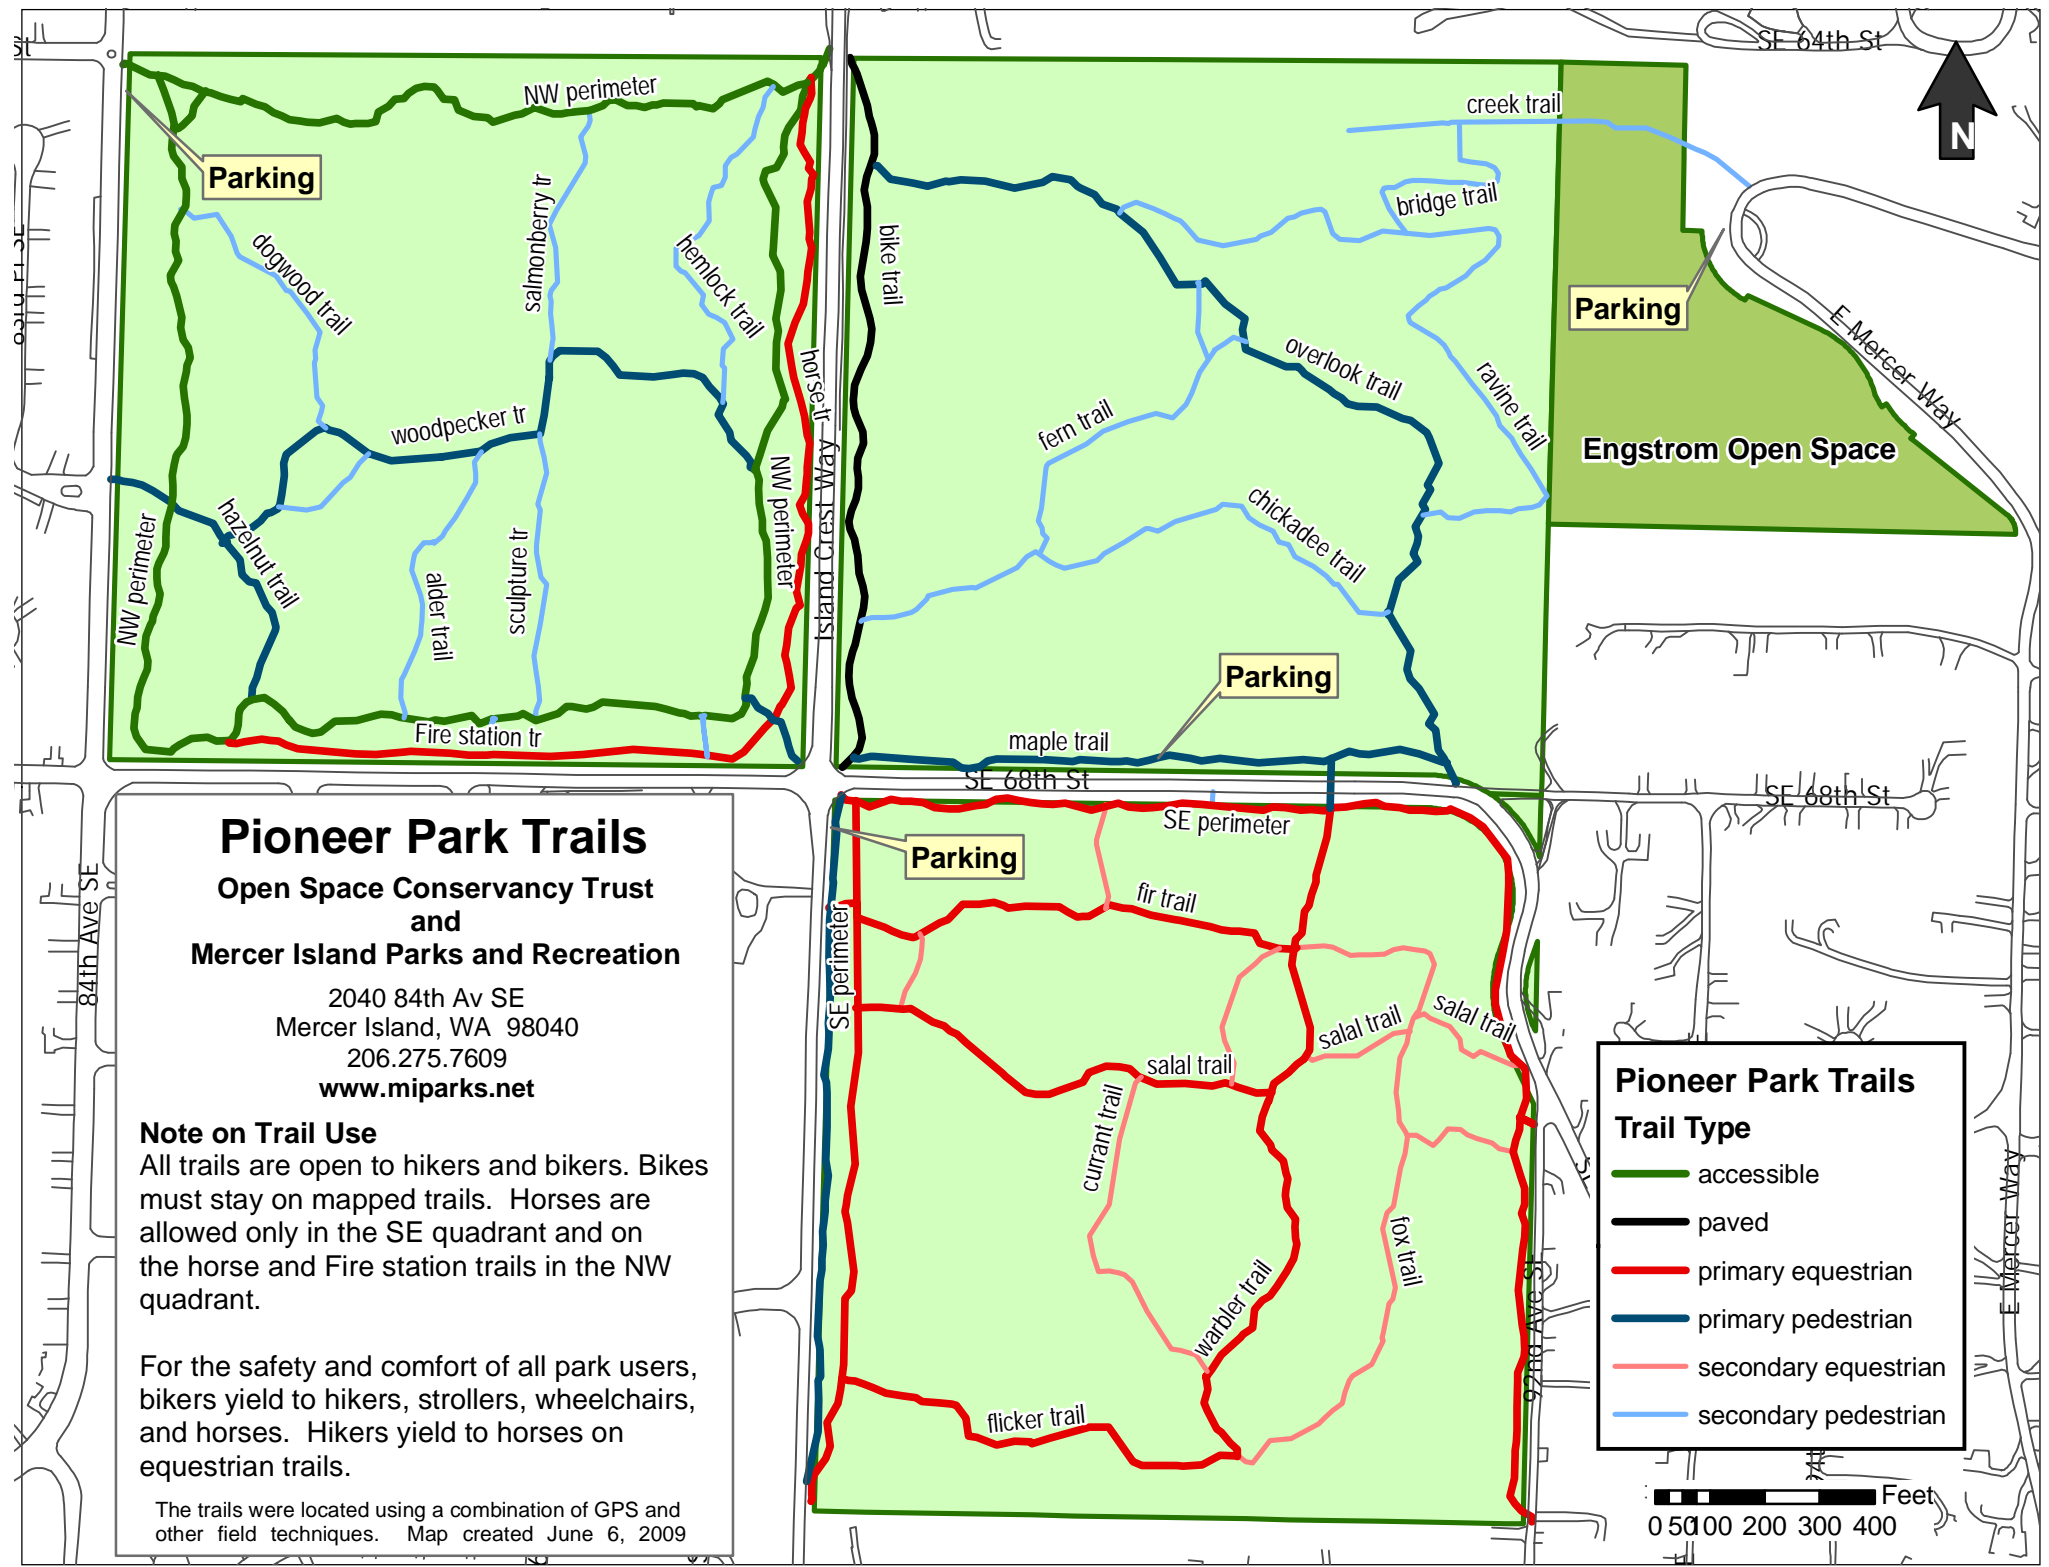 St
SE 64th St
NW perimeter
creek trail
N
Parking
bridge trail
salmonberry tr
dogwood trail
hemlock trail
bike trail
83rd Pl SE
Parking
E Mercer Way
horse tr
overlook trail
ravine trail
woodpecker tr
fern trail
Engstrom Open Space
Island Crest Way
NW perimeter
hazelnut trail
NW perimeter
chickadee trail
alder trail
sculpture tr
Parking
Fire station tr
maple trail
SE 68th St
SE 68th St
SE perimeter
Parking
84th Ave SE
fir trail
SE perimeter
salal trail
salal trail
salal trail
currant trail
fox trail
warbler trail
flicker trail
92nd Ave SE
E Mercer Way
Pioneer Park Trails
Open Space Conservancy Trust
and
Mercer Island Parks and Recreation
2040 84th Av SE
Mercer Island, WA 98040
206.275.7609
www.miparks.net
Note on Trail Use
All trails are open to hikers and bikers. Bikes
must stay on mapped trails. Horses are
allowed only in the SE quadrant and on
the horse and Fire station trails in the NW
quadrant.
For the safety and comfort of all park users,
bikers yield to hikers, strollers, wheelchairs,
and horses. Hikers yield to horses on
equestrian trails.
The trails were located using a combination of GPS and
other field techniques. Map created June 6, 2009
Pioneer Park Trails
Trail Type
accessible
paved
primary equestrian
primary pedestrian
secondary equestrian
secondary pedestrian
Feet
0 50 100 200 300 400